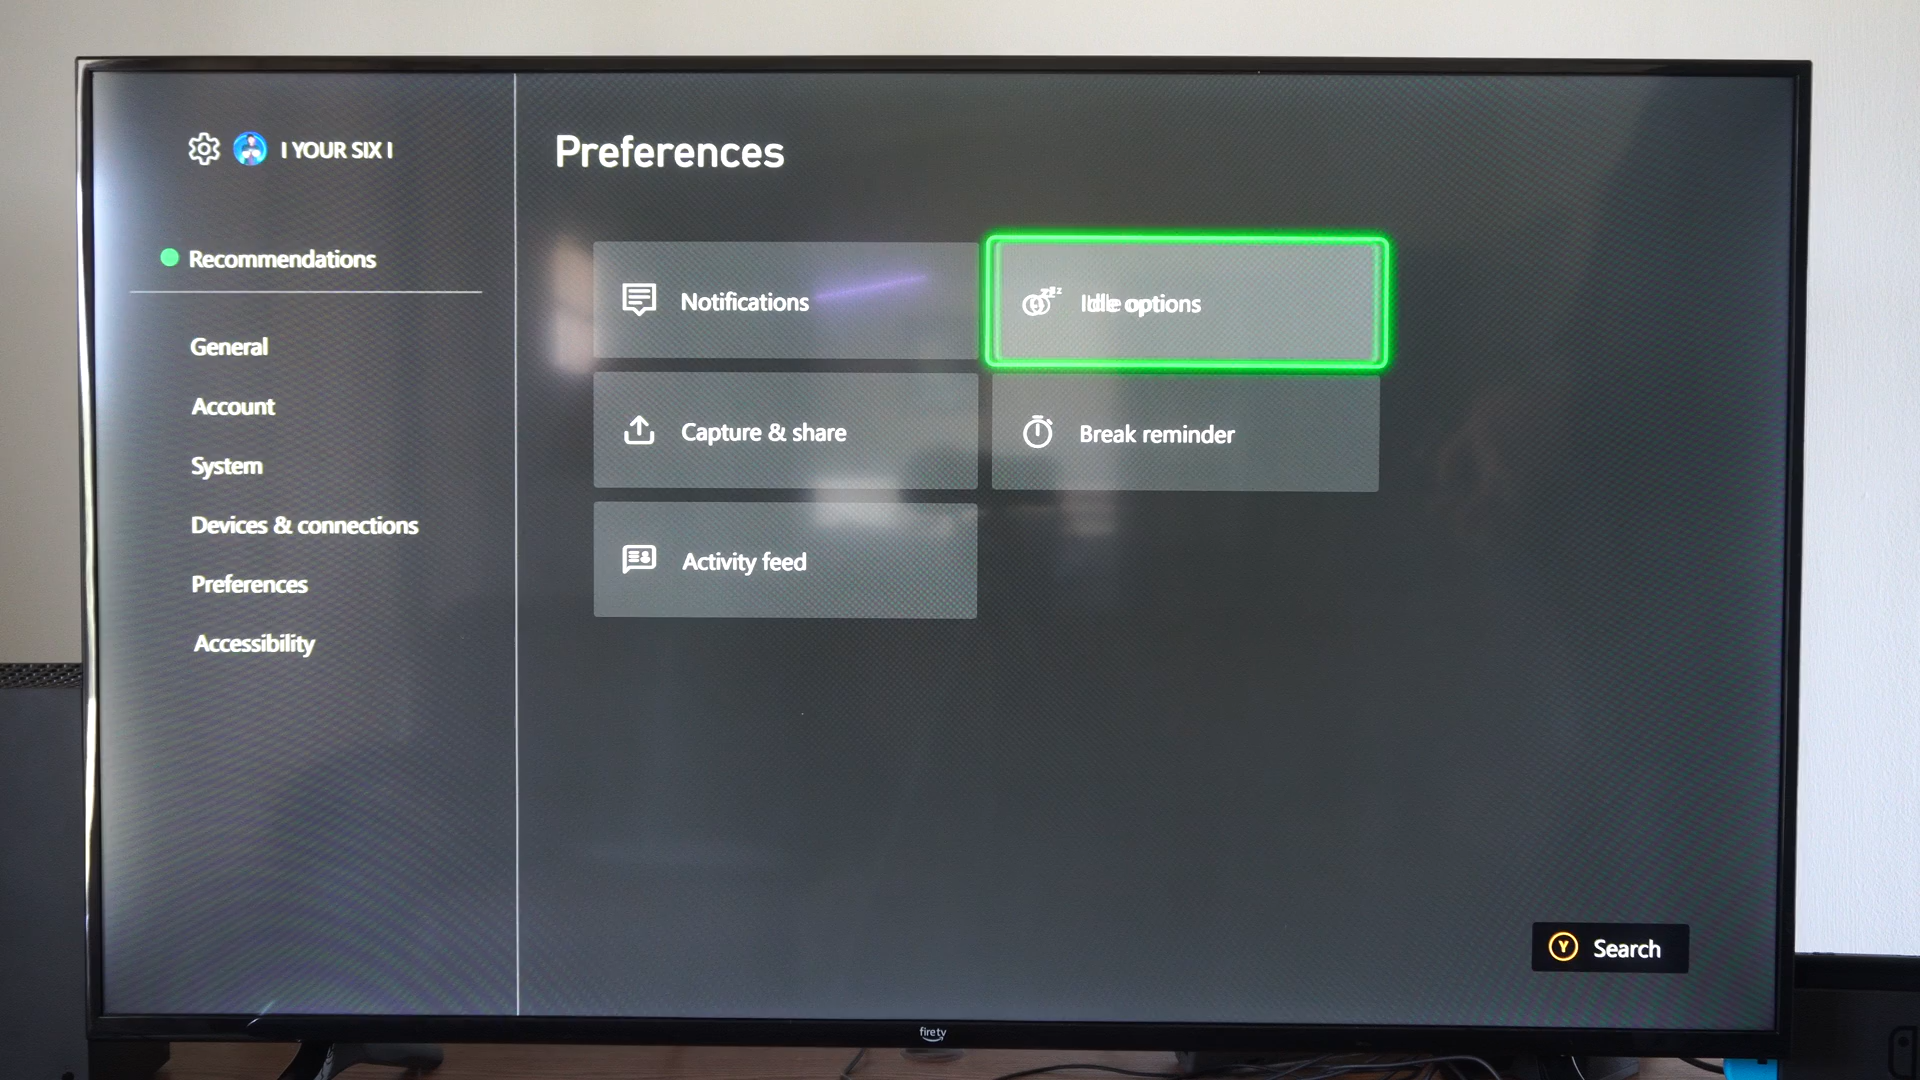 I YOUR SIX I
Recommendations
General
Account
System
Devices & connections
Preferences
Accessibility
Preferences
Notifications
Idle options
Capture & share
Break reminder
Activity feed
Y Search
firetv